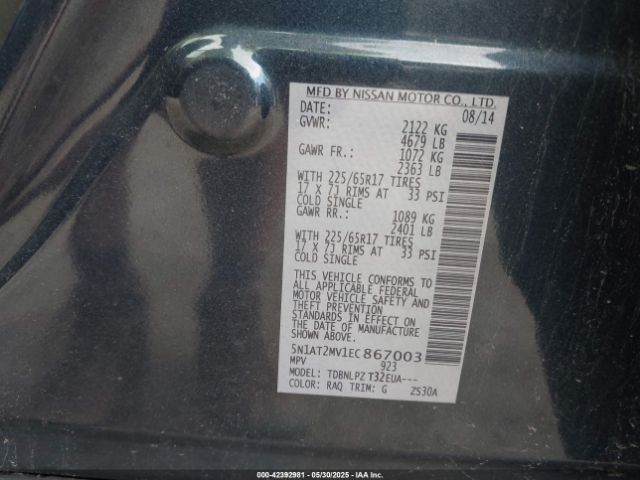 MFD BY NISSAN MOTOR CO., LTD.
DATE: 08/14
GVWR: 2122 KG
4679 LB
GAWR FR.: 1072 KG
2363 LB
WITH 225/65R17 TIRES
17 X 7J RIMS AT 33 PSI
COLD SINGLE
GAWR RR.: 1089 KG
2401 LB
WITH 225/65R17 TIRES
17 X 7J RIMS AT 33 PSI
COLD SINGLE
THIS VEHICLE CONFORMS TO
ALL APPLICABLE FEDERAL
MOTOR VEHICLE SAFETY AND
THEFT PREVENTION
STANDARDS IN EFFECT ON
THE DATE OF MANUFACTURE
SHOWN ABOVE.
5N1AT2MV1EC867003
MPV 923
MODEL: TDBNLPZ T32EUA---
COLOR: RAQ TRIM: G ZS30A
000-42392981 - 05/30/2025 - IAA Inc.